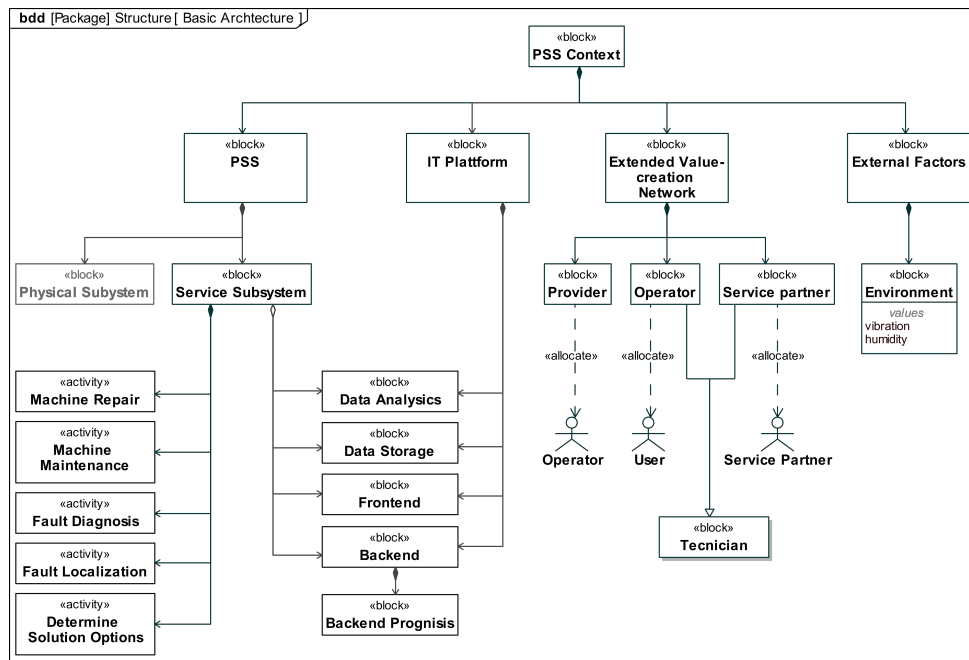 bdd [Package] Structure [ Basic Archtecture ]
«block»
PSS Context
«block»
PSS
«block»
IT Plattform
«block»
Extended Value-
creation
Network
«block»
External Factors
«block»
Physical Subystem
«block»
Service Subsystem
«block»
Provider
«block»
Operator
«block»
Service partner
«block»
Environment
values
vibration
humidity
«allocate»
«allocate»
«allocate»
«activity»
Machine Repair
«block»
Data Analysics
«activity»
Machine
Maintenance
«block»
Data Storage
Operator
User
Service Partner
«activity»
Fault Diagnosis
«block»
Frontend
«block»
Tecnician
«activity»
Fault Localization
«block»
Backend
«activity»
Determine
Solution Options
«block»
Backend Prognisis